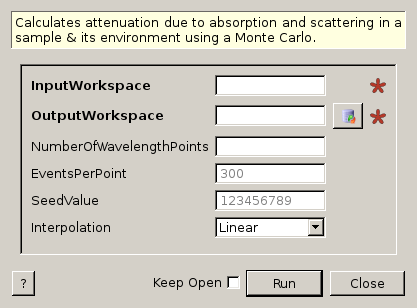 Calculates attenuation due to absorption and scattering in a
sample & its environment using a Monte Carlo.
InputWorkspace
OutputWorkspace
NumberOfWavelengthPoints
EventsPerPoint 300
SeedValue 123456789
Interpolation Linear
? Keep Open Run Close